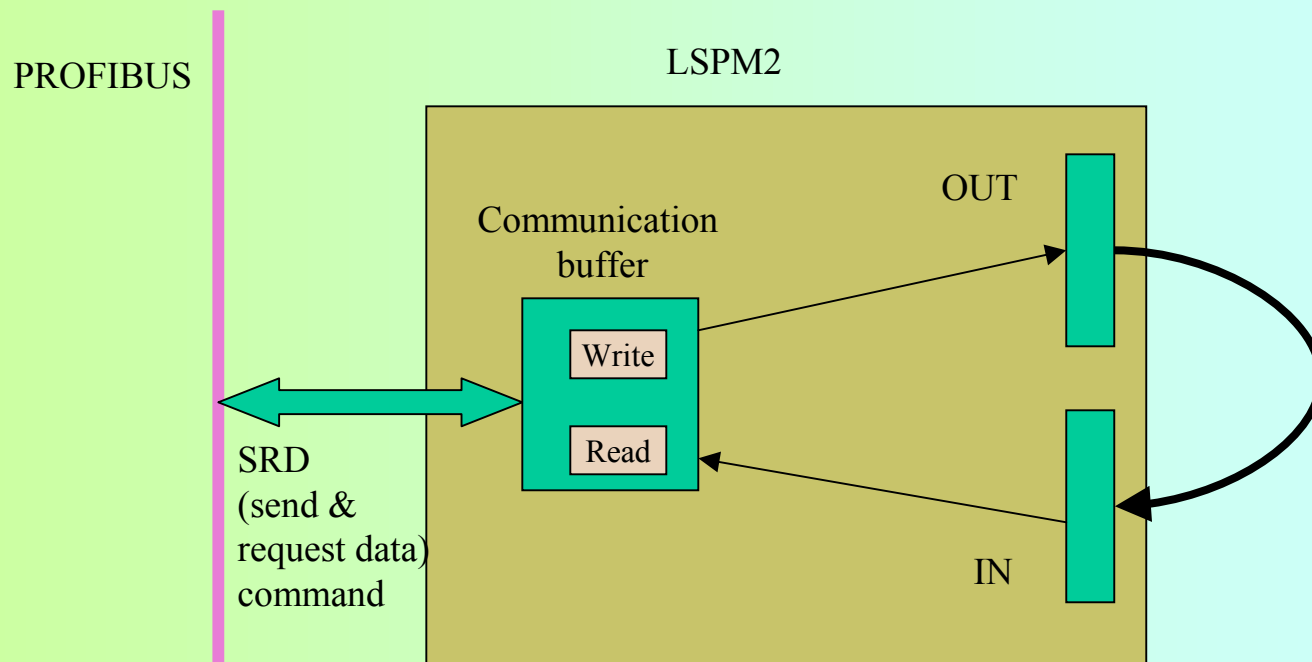 PROFIBUS
LSPM2
OUT
Communication
buffer
Write
Read
SRD
(send &
request data)
command
IN